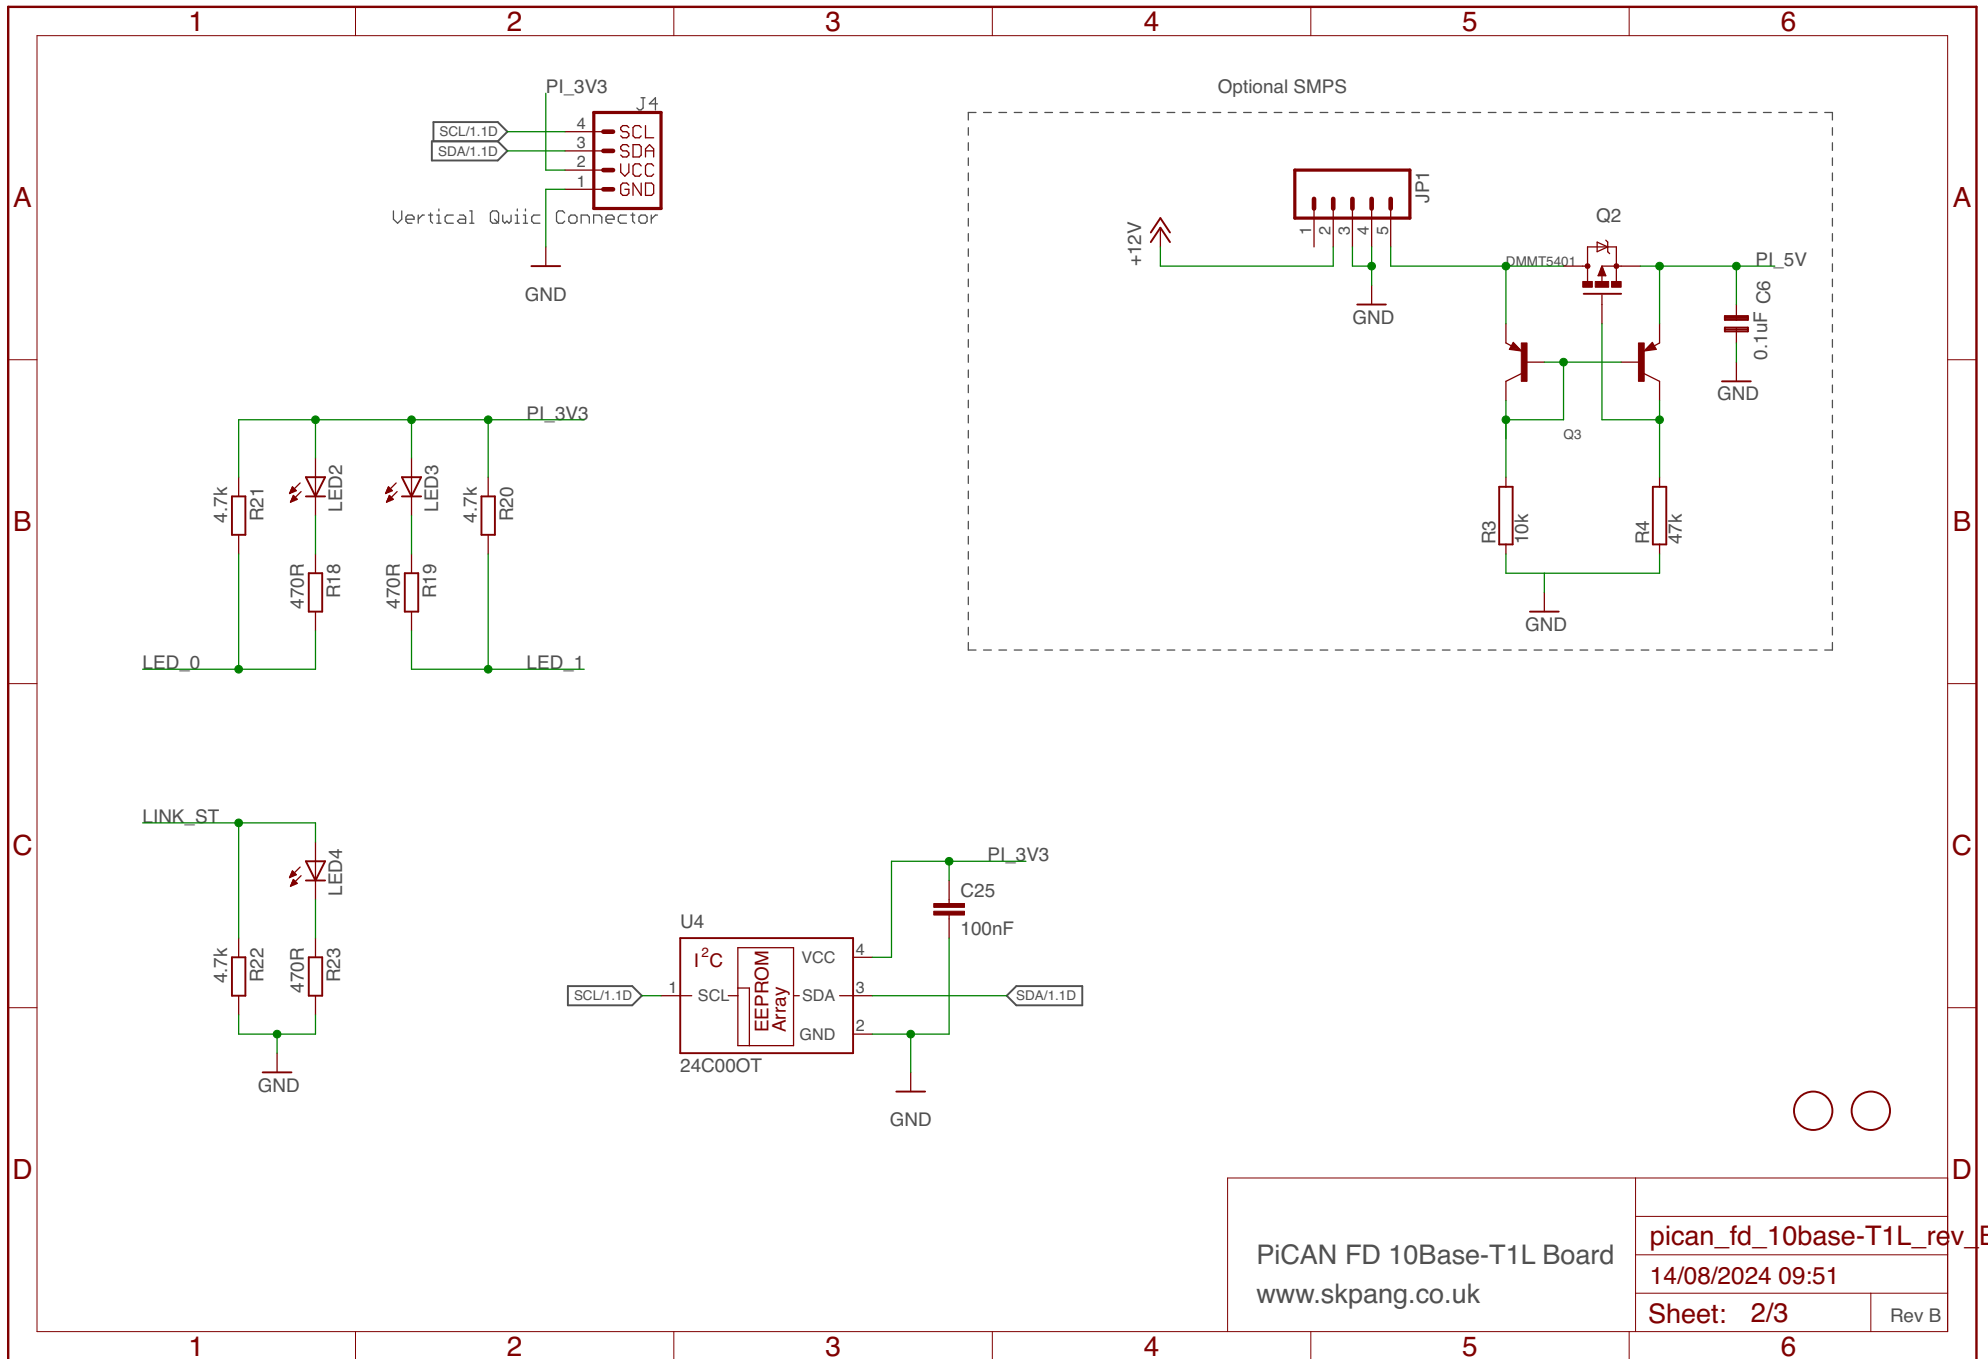 1 2 3 4 5 6
A A
B B
C C
D D
PI_3V3
J4
SCL/1.1D 4 SCL
SDA/1.1D 3 SDA
2 VCC
1 GND
Vertical Qwiic Connector
GND
Optional SMPS
JP1
1 2 3 4 5
+12V
GND
Q2
DMMT5401
PI_5V
C6
0.1uF
GND
Q3
R3
10k
R4
47k
GND
PI_3V3
4.7k
R21
LED2
LED3
4.7k
R20
470R
R18
470R
R19
LED_0
LED_1
LINK_ST
LED4
4.7k
R22
470R
R23
GND
PI_3V3
C25
100nF
U4
I²C
EEPROM
Array
VCC 4
SCL/1.1D 1 SCL
SDA 3 SDA/1.1D
GND 2
24C00OT
GND
PiCAN FD 10Base-T1L Board
www.skpang.co.uk
pican_fd_10base-T1L_rev_
14/08/2024 09:51
Sheet: 2/3
Rev B
1 2 3 4 5 6